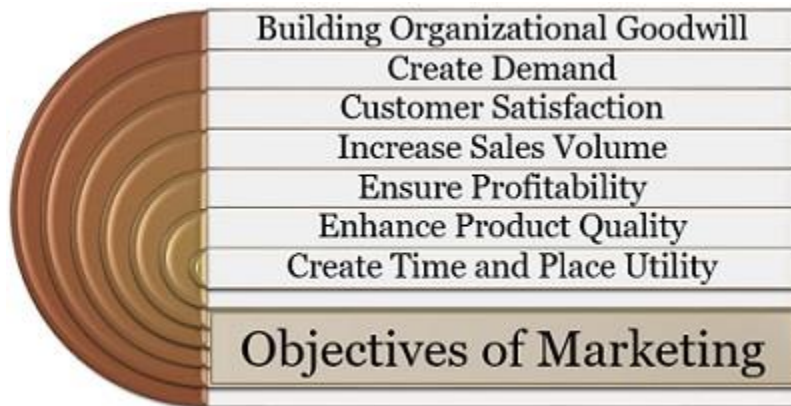 Building Organizational Goodwill
Create Demand
Customer Satisfaction
Increase Sales Volume
Ensure Profitability
Enhance Product Quality
Create Time and Place Utility
Objectives of Marketing